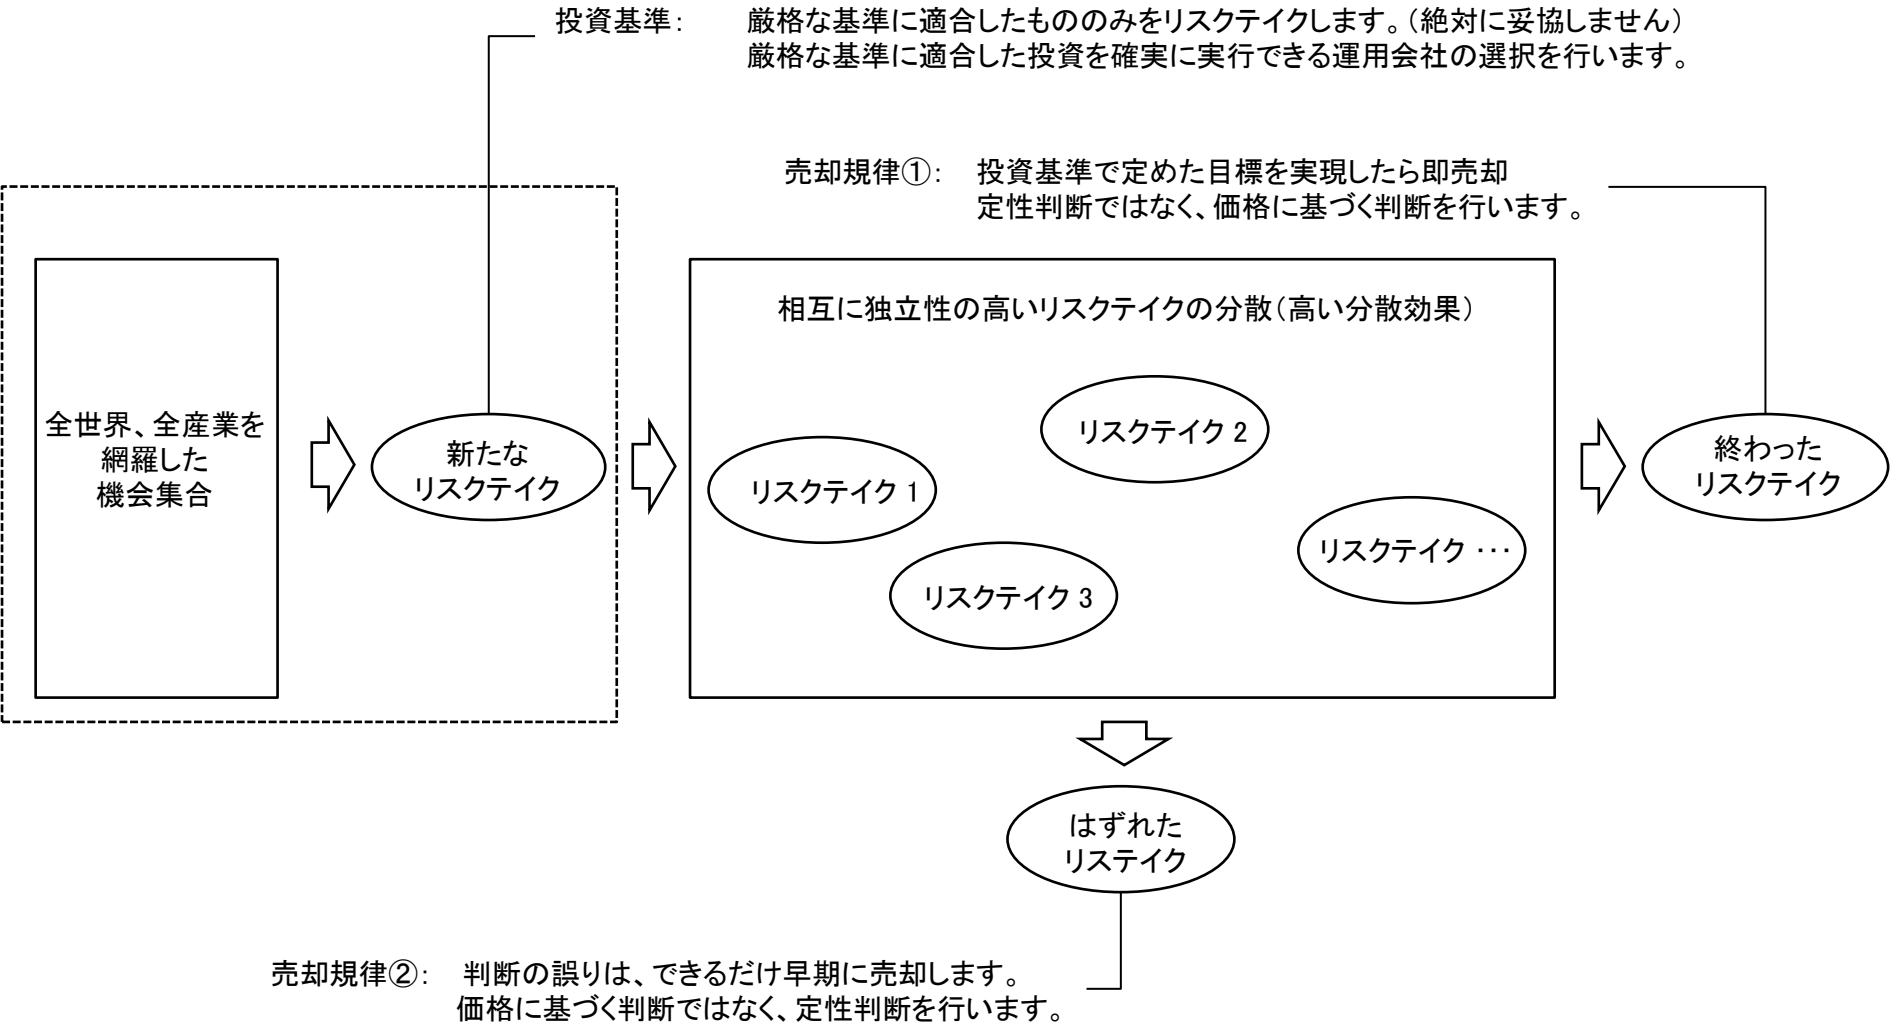 投資基準： 厳格な基準に適合したもののみをリスクテイクします。（絶対に妥協しません）
厳格な基準に適合した投資を確実に実行できる運用会社の選択を行います。
売却規律①： 投資基準で定めた目標を実現したら即売却
定性判断ではなく、価格に基づく判断を行います。
全世界、全産業を
網羅した
機会集合
新たな
リスクテイク
相互に独立性の高いリスクテイクの分散（高い分散効果）
リスクテイク 1
リスクテイク 2
リスクテイク 3
リスクテイク ･･･
終わった
リスクテイク
はずれた
リステイク
売却規律②： 判断の誤りは、できるだけ早期に売却します。
価格に基づく判断ではなく、定性判断を行います。